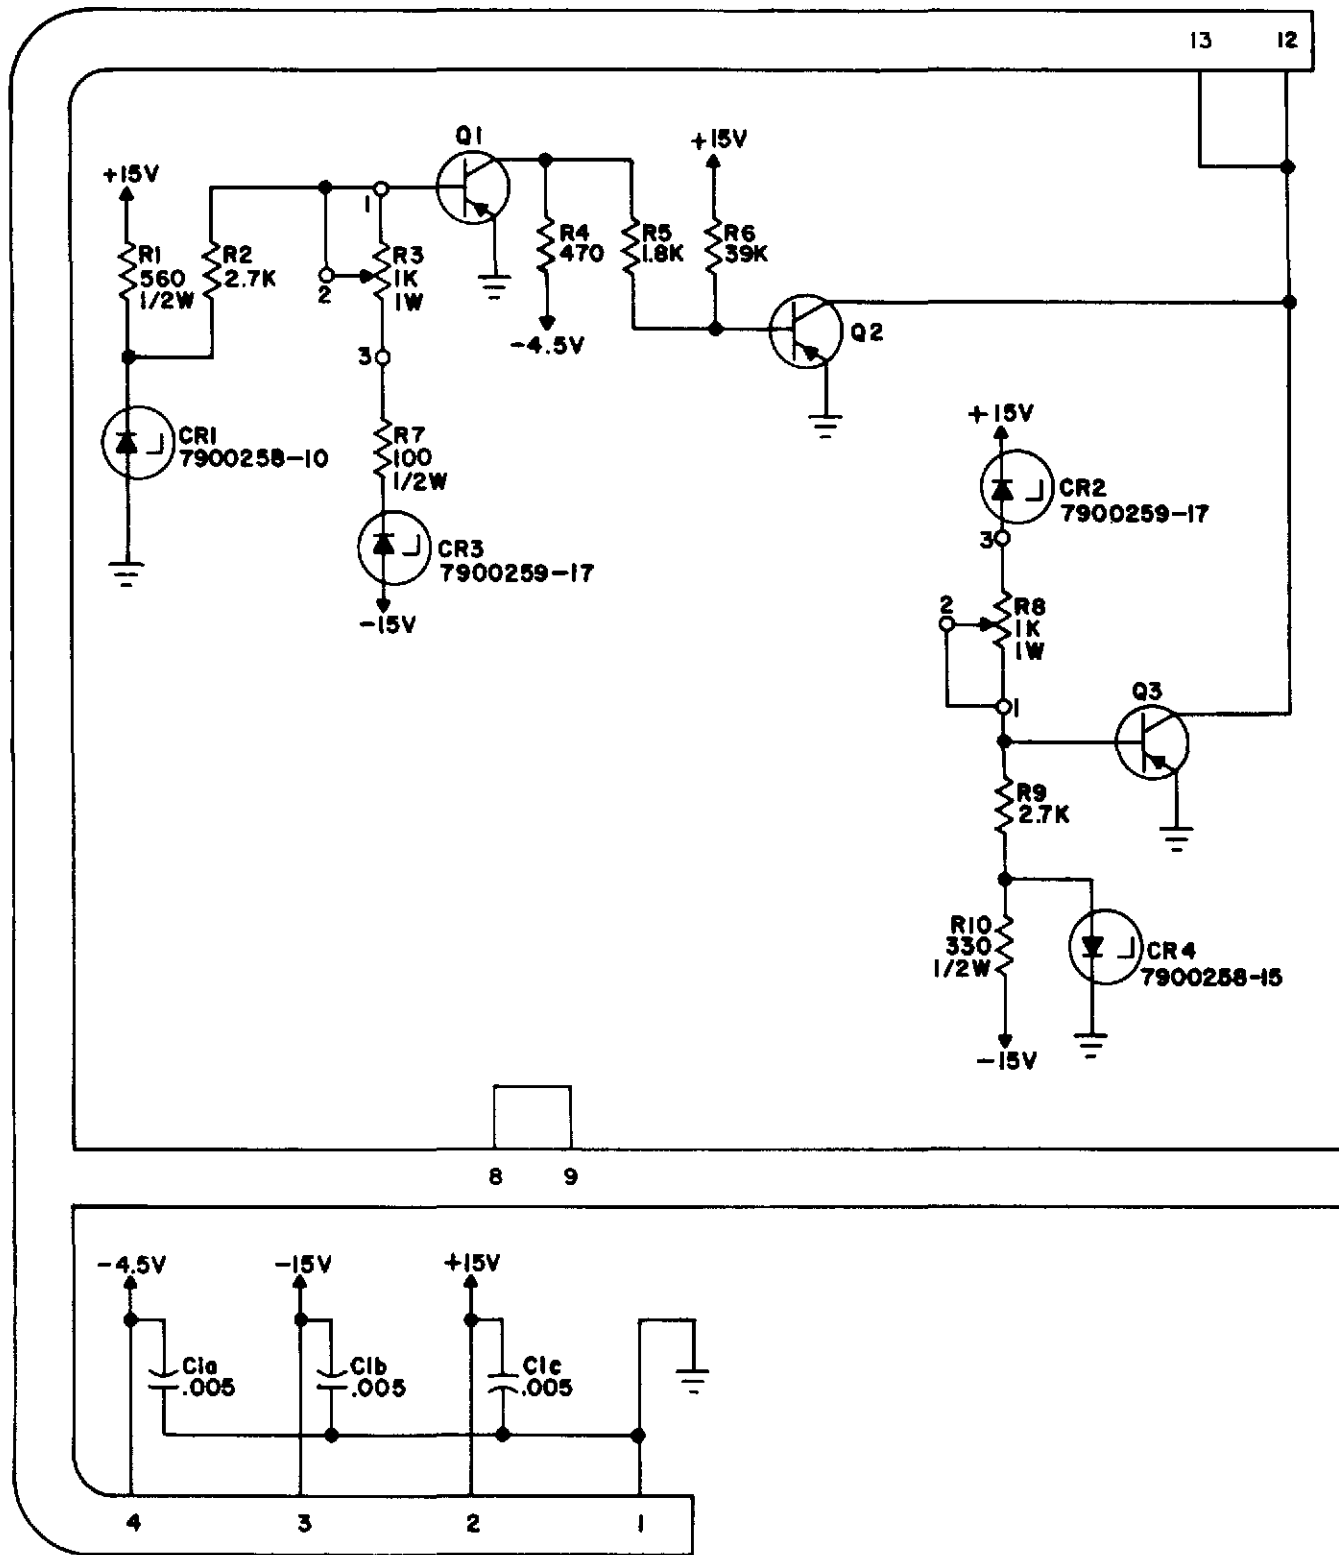 13 12
Q1
+15V
+15V
1
R1
560
1/2W
R2
2.7K
R3
1K
1W
2
R4
470
R5
1.8K
R6
39K
-4.5V
Q2
3
CR1
7900258-10
R7
100
1/2W
+15V
CR2
7900259-17
CR3
7900259-17
3
-15V
2
R8
1K
1W
1
Q3
R9
2.7K
R10
330
1/2W
CR4
7900258-15
-15V
8 9
-4.5V -15V +15V
C1a
.005
C1b
.005
C1c
.005
4 3 2 1